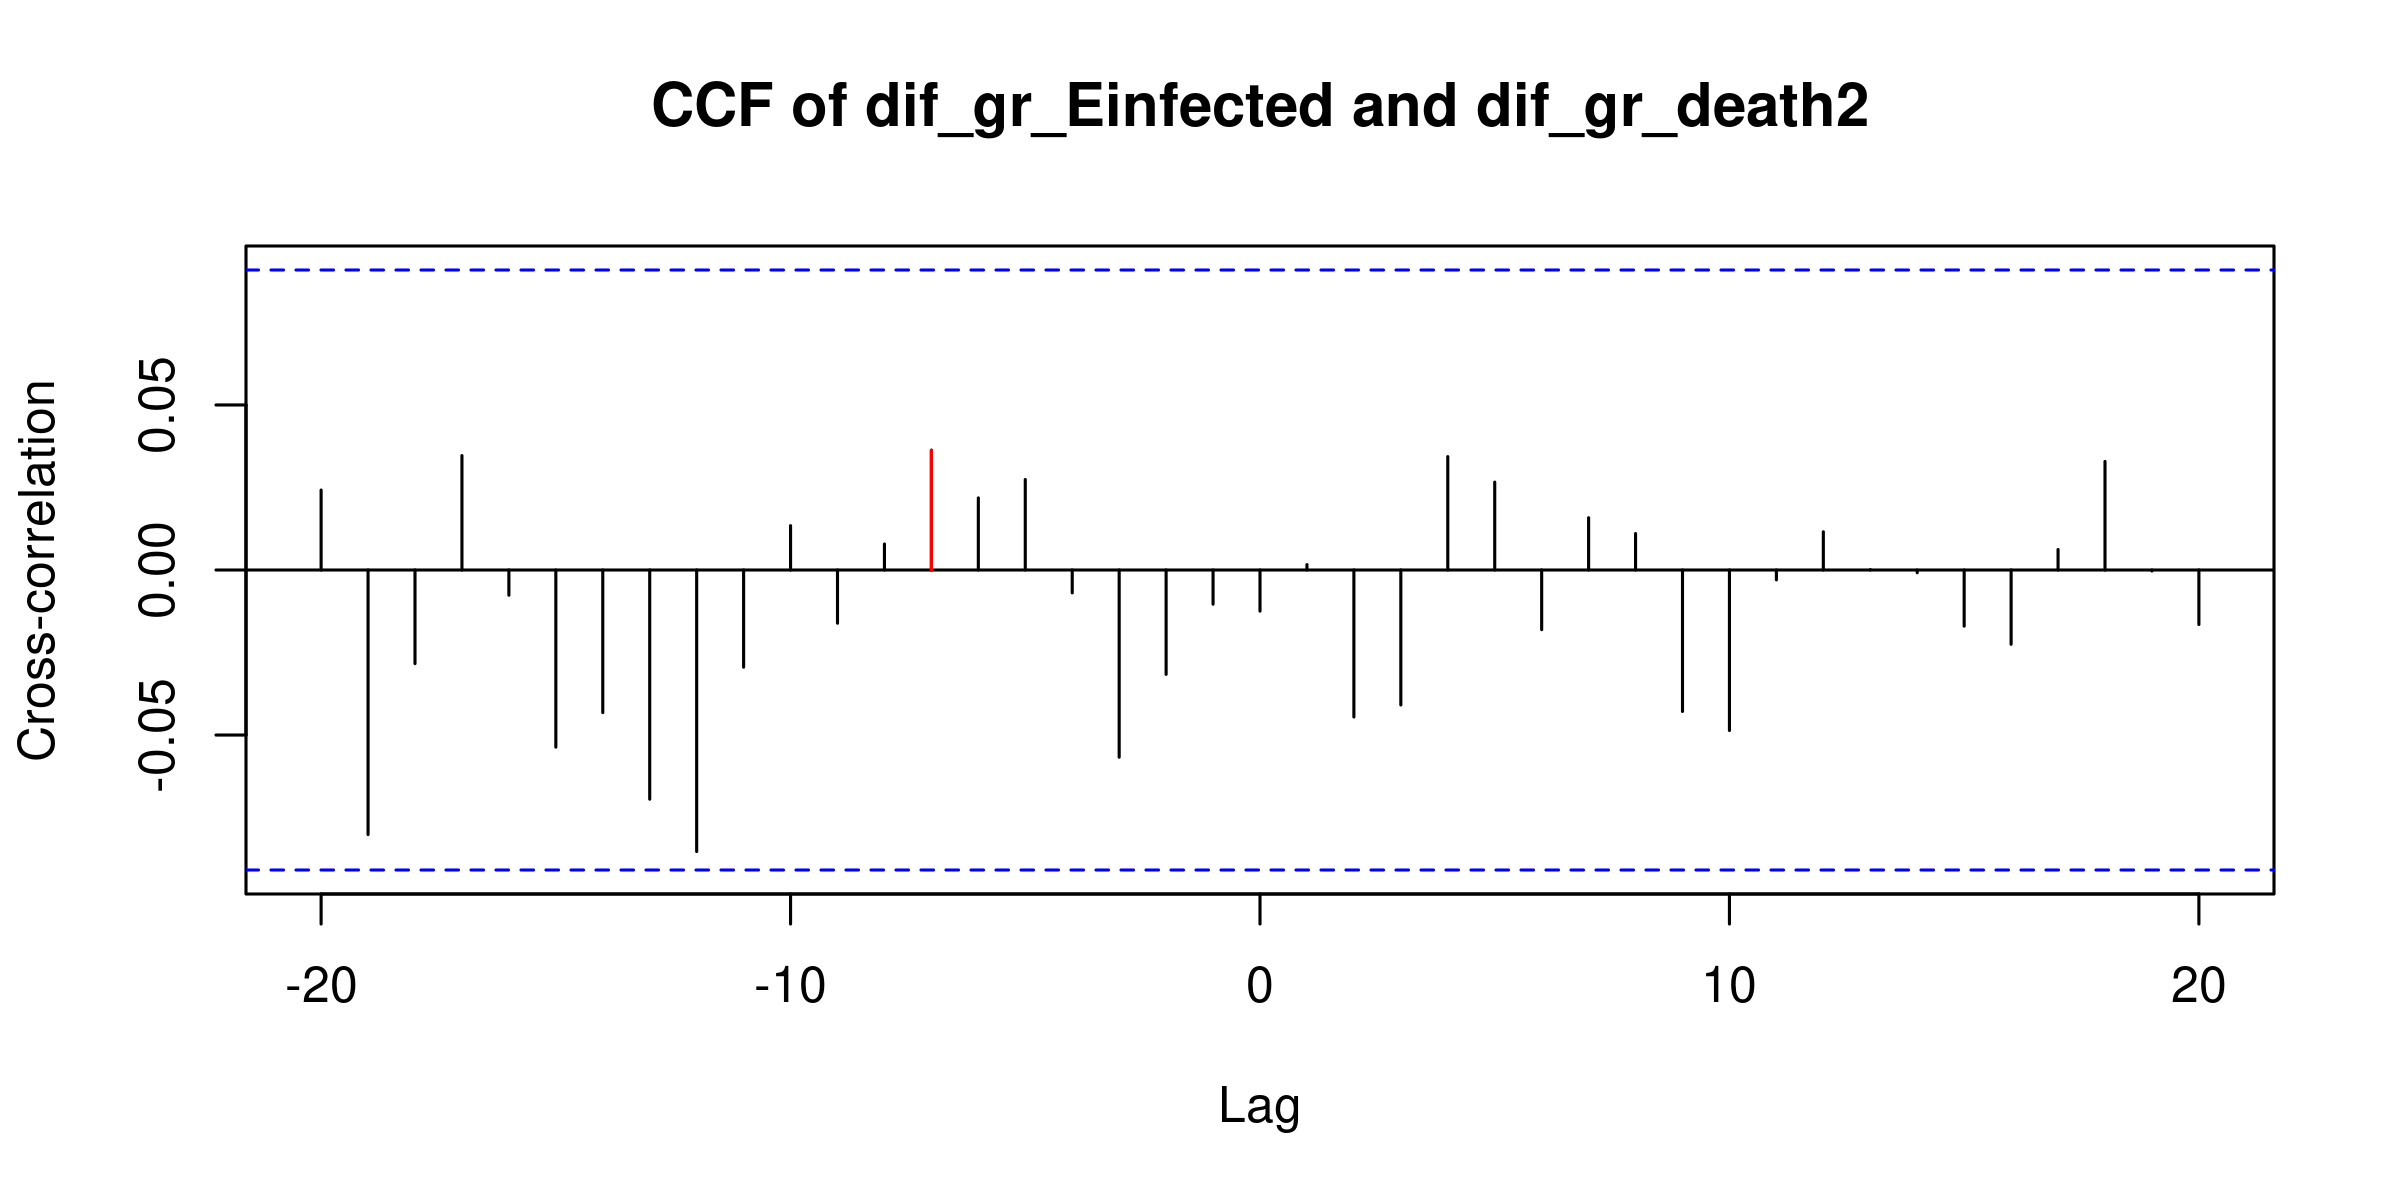 CCF of dif_gr_Einfected and dif_gr_death2
Cross-correlation
0.05
0.00
-0.05
-20 -10 0 10 20
Lag